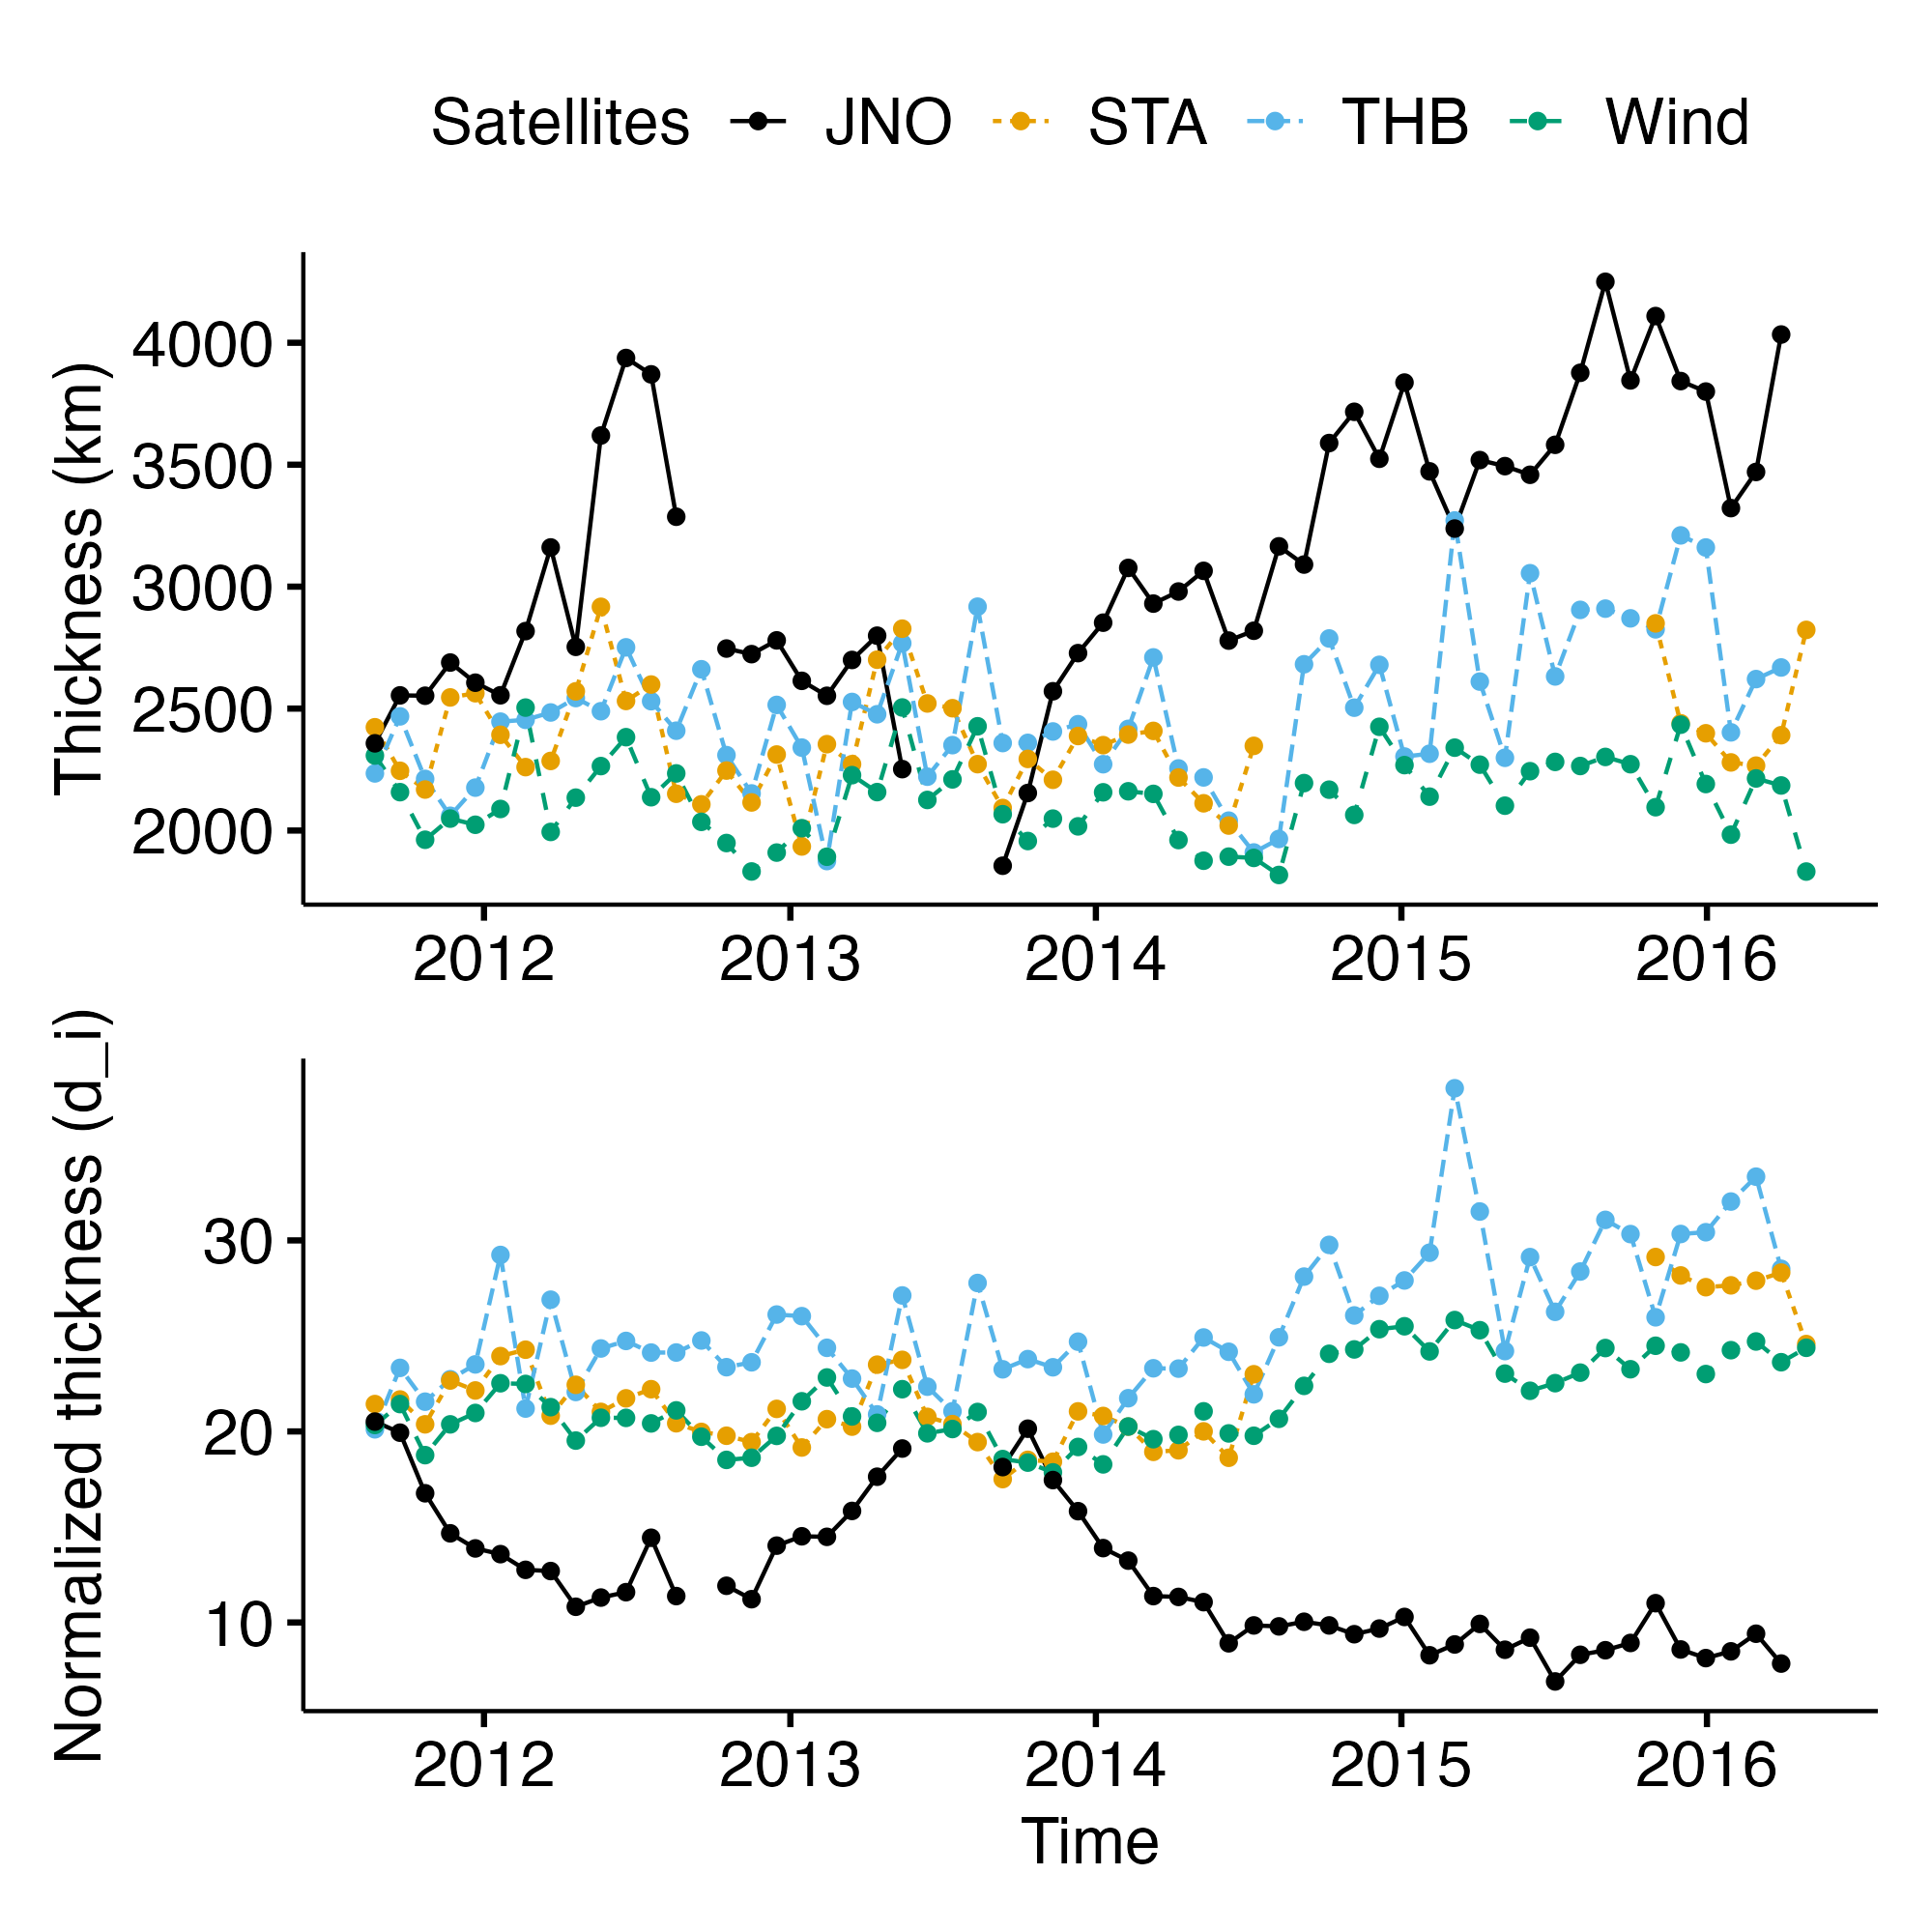 Satellites JNO STA THB Wind
Thickness (km)
4000
3500
3000
2500
2000
2012 2013 2014 2015 2016
Normalized thickness (d_i)
30
20
10
2012 2013 2014 2015 2016
Time